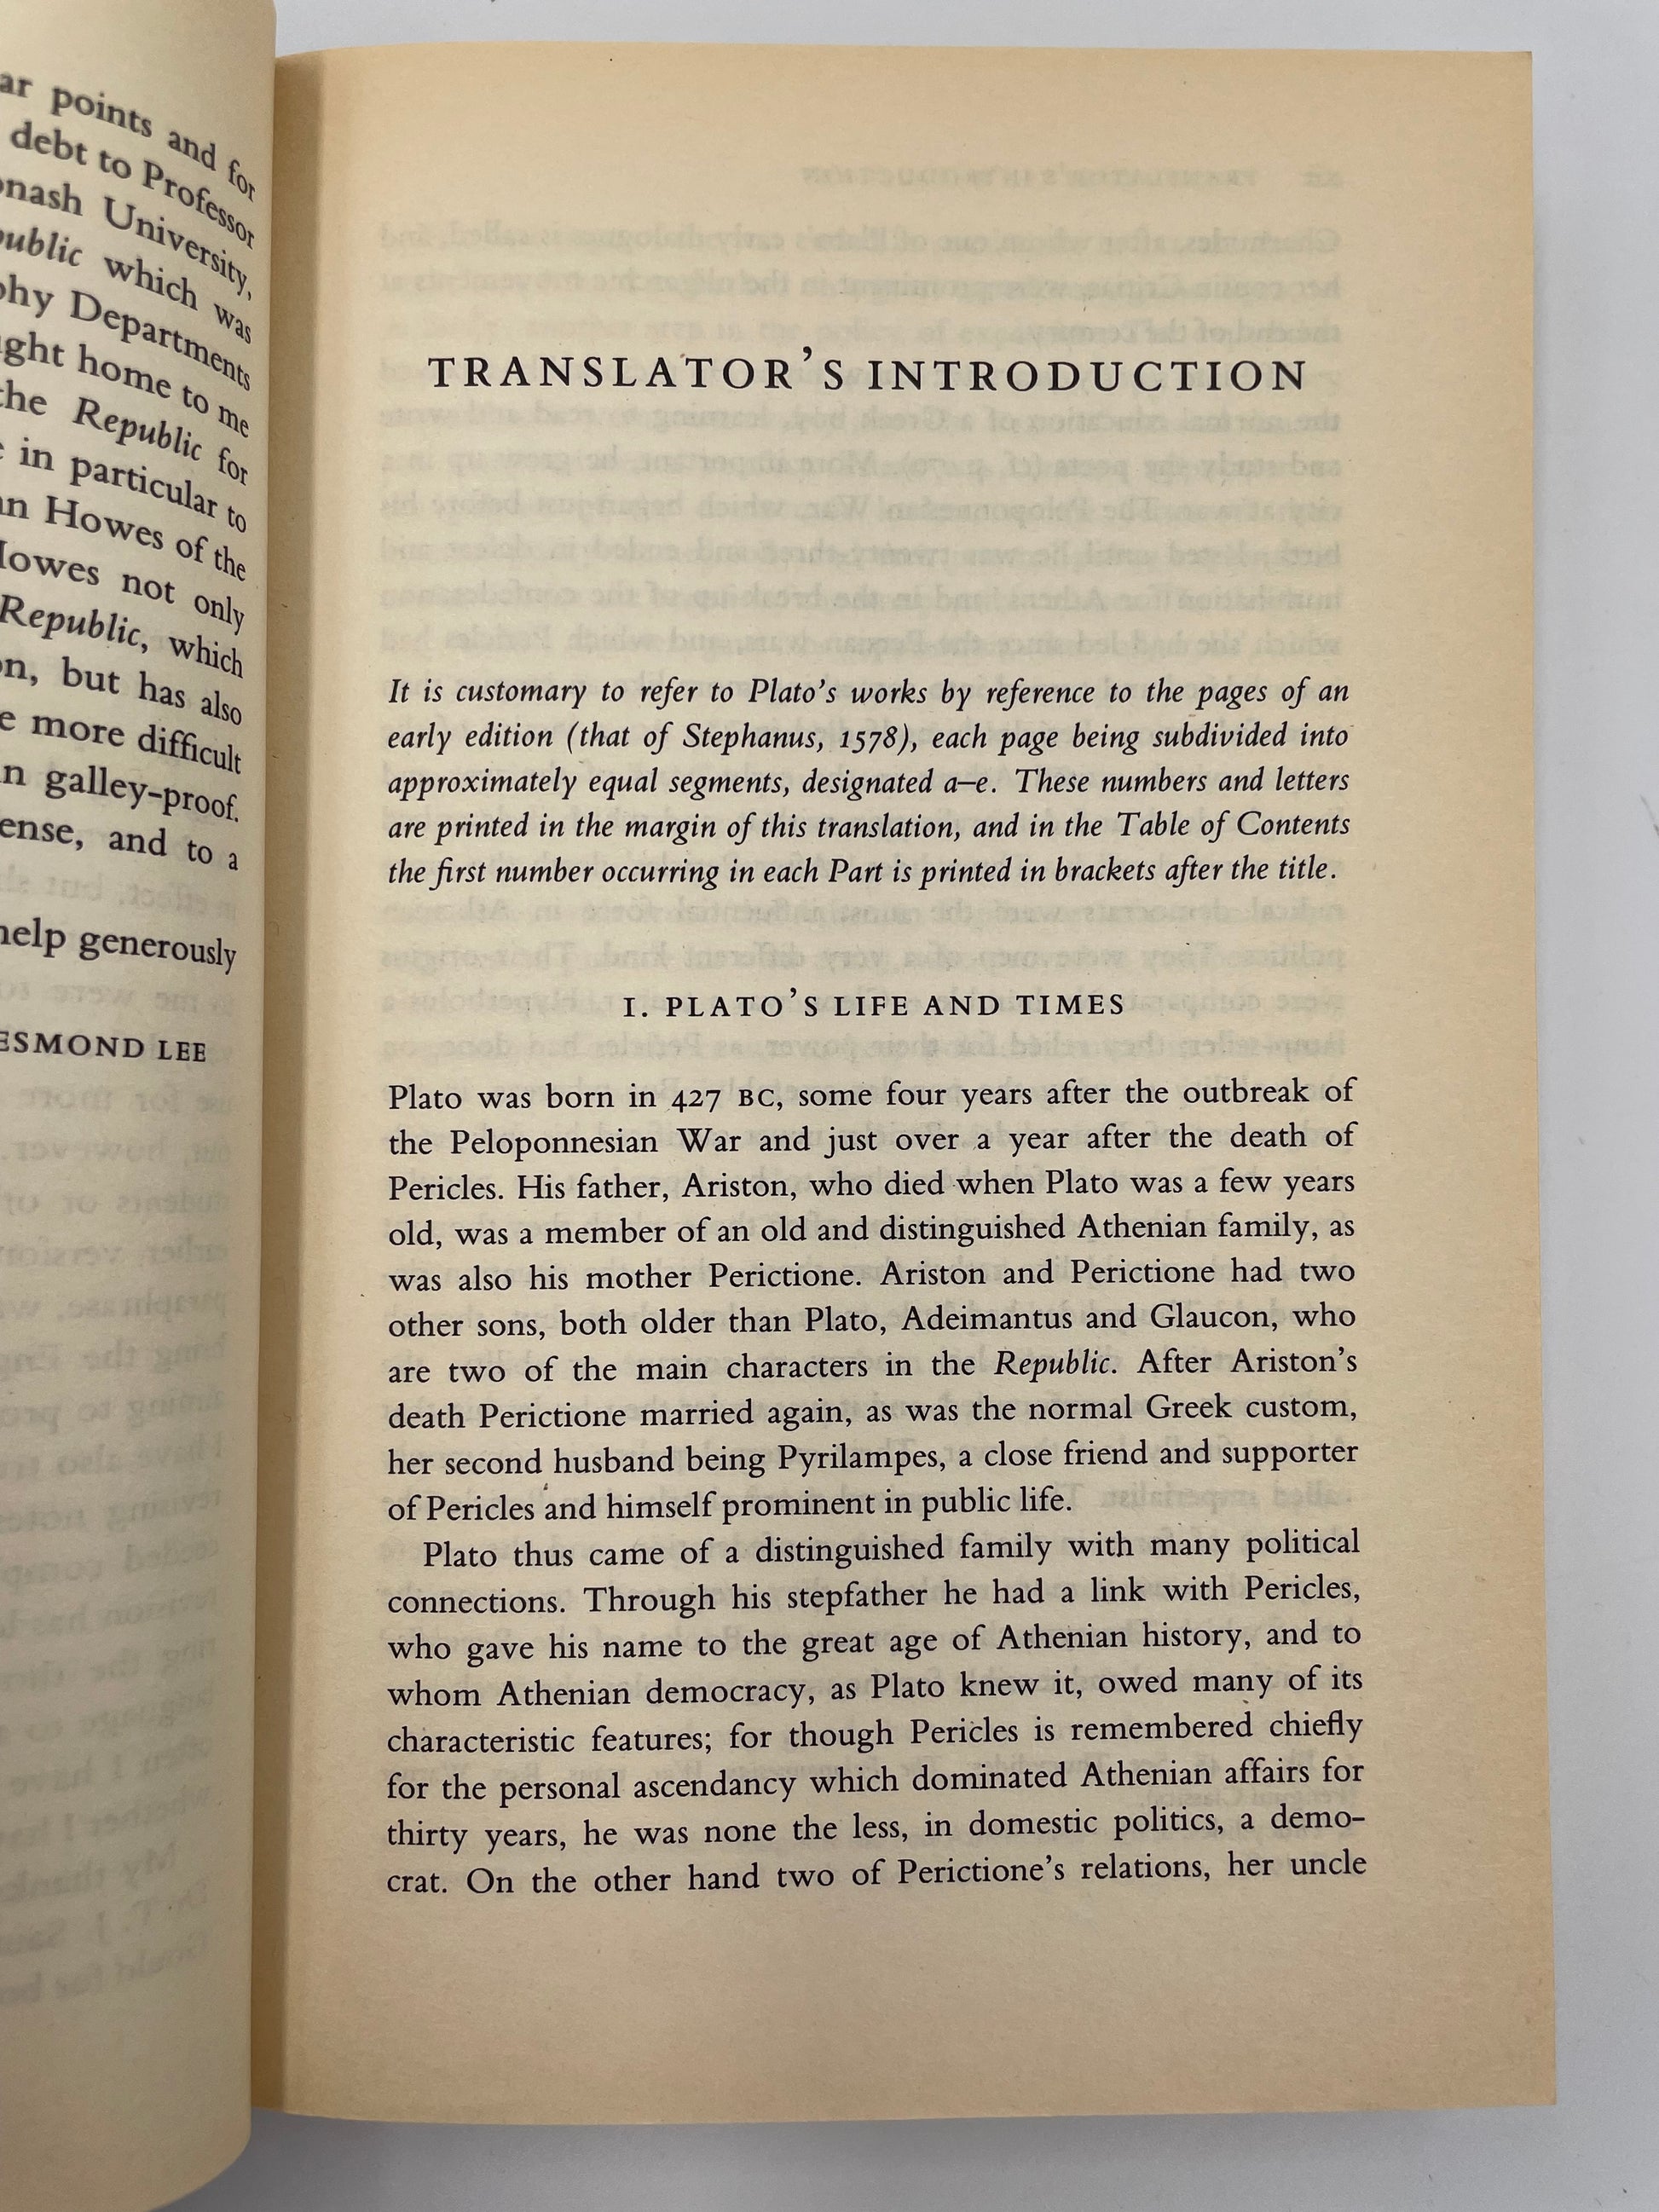 points and for
debt to Professor
University,
which was
Departments
home to me
the Republic for
in particular to
Howes of the
not only
Republic, which
but has also
more difficult
galley-proof.
and to a
help generously
LEE
TRANSLATOR'S INTRODUCTION
It is customary to refer to Plato's works by reference to the pages of an
early edition (that of Stephanus, 1578), each page being subdivided into
approximately equal segments, designated a–e. These numbers and letters
are printed in the margin of this translation, and in the Table of Contents
the first number occurring in each Part is printed in brackets after the title.
I. PLATO'S LIFE AND TIMES
Plato was born in 427 BC, some four years after the outbreak of
the Peloponnesian War and just over a year after the death of
Pericles. His father, Ariston, who died when Plato was a few years
old, was a member of an old and distinguished Athenian family, as
was also his mother Perictione. Ariston and Perictione had two
other sons, both older than Plato, Adeimantus and Glaucon, who
are two of the main characters in the Republic. After Ariston's
death Perictione married again, as was the normal Greek custom,
her second husband being Pyrilampes, a close friend and supporter
of Pericles and himself prominent in public life.
Plato thus came of a distinguished family with many political
connections. Through his stepfather he had a link with Pericles,
who gave his name to the great age of Athenian history, and to
whom Athenian democracy, as Plato knew it, owed many of its
characteristic features; for though Pericles is remembered chiefly
for the personal ascendancy which dominated Athenian affairs for
thirty years, he was none the less, in domestic politics, a demo-
crat. On the other hand two of Perictione's relations, her uncle